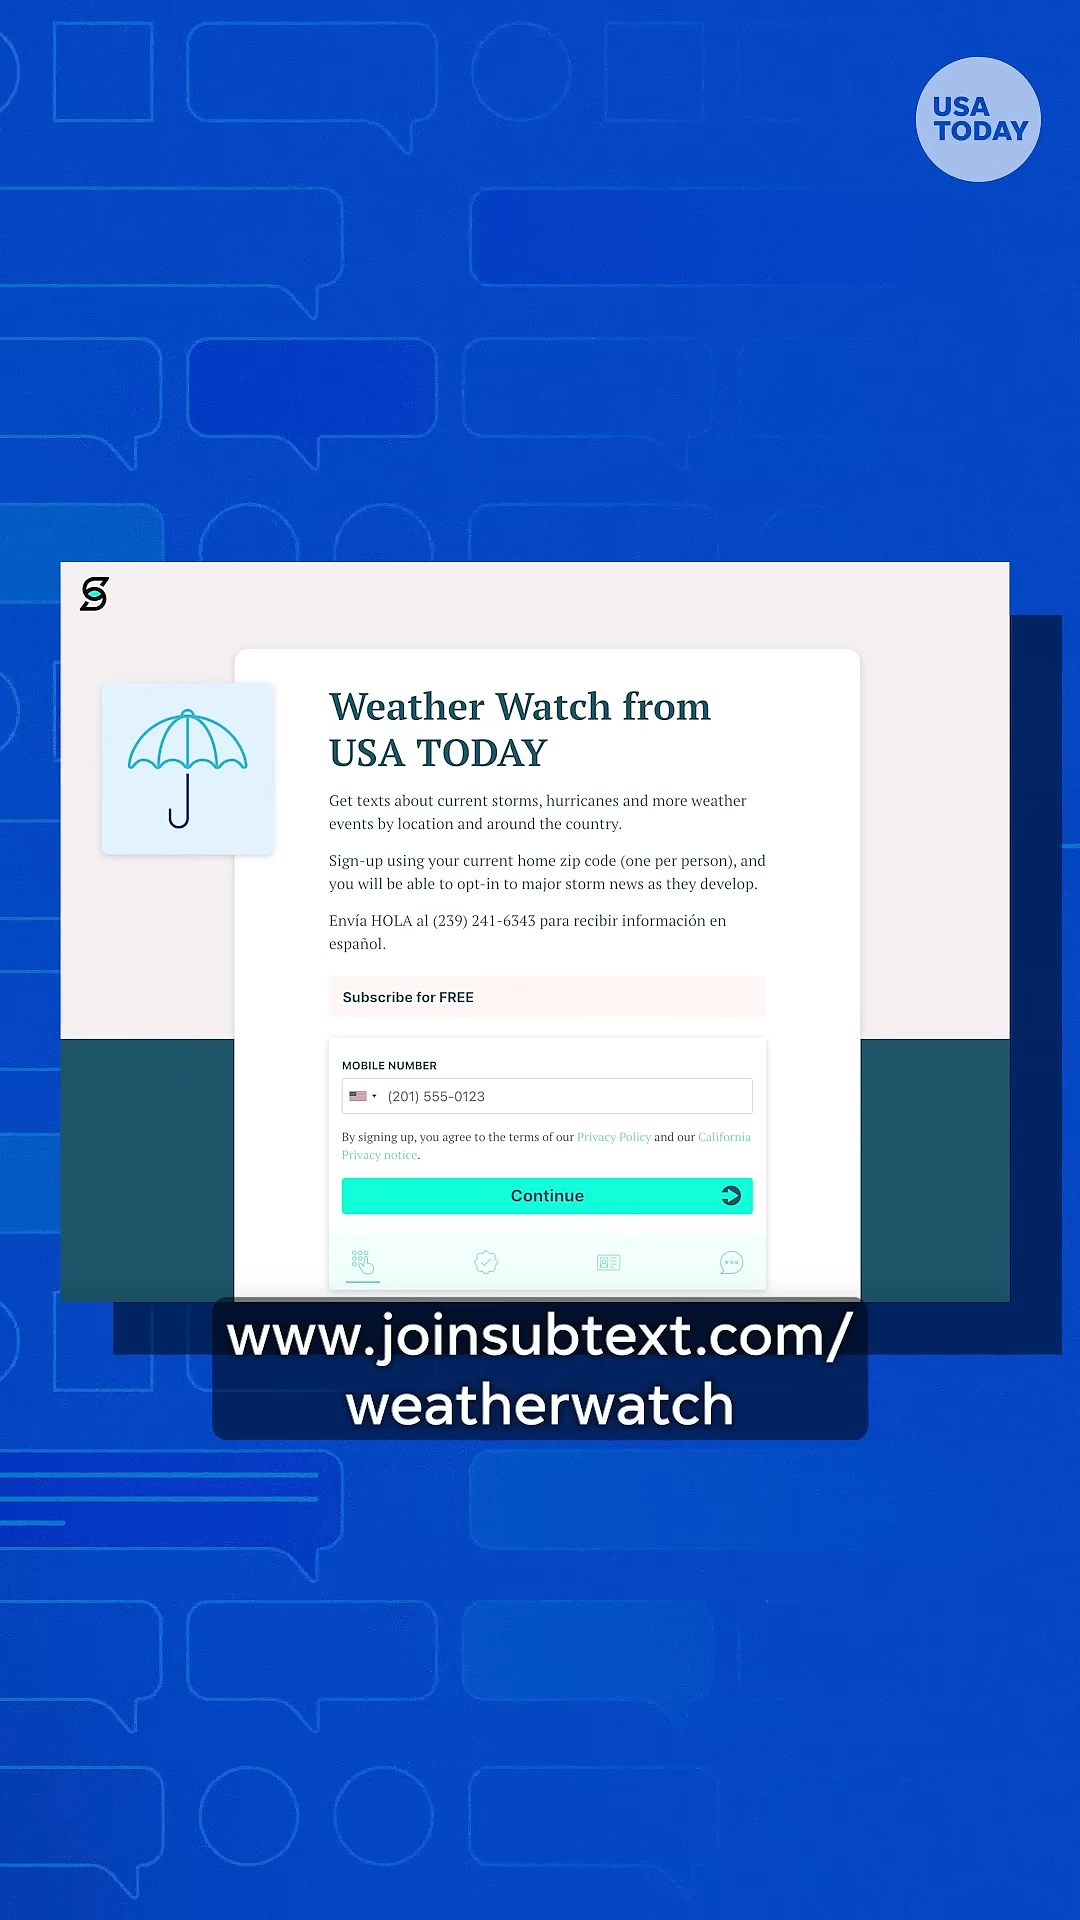 USA
TODAY
Weather Watch from
USA TODAY
Get texts about current storms, hurricanes and more weather
events by location and around the country.
Sign-up using your current home zip code (one per person), and
you will be able to opt-in to major storm news as they develop.
Envía HOLA al (239) 241-6343 para recibir información en
español.
Subscribe for FREE
MOBILE NUMBER
(201) 555-0123
By signing up, you agree to the terms of our Privacy Policy and our California
Privacy notice.
Continue
www.joinsubtext.com/
weatherwatch